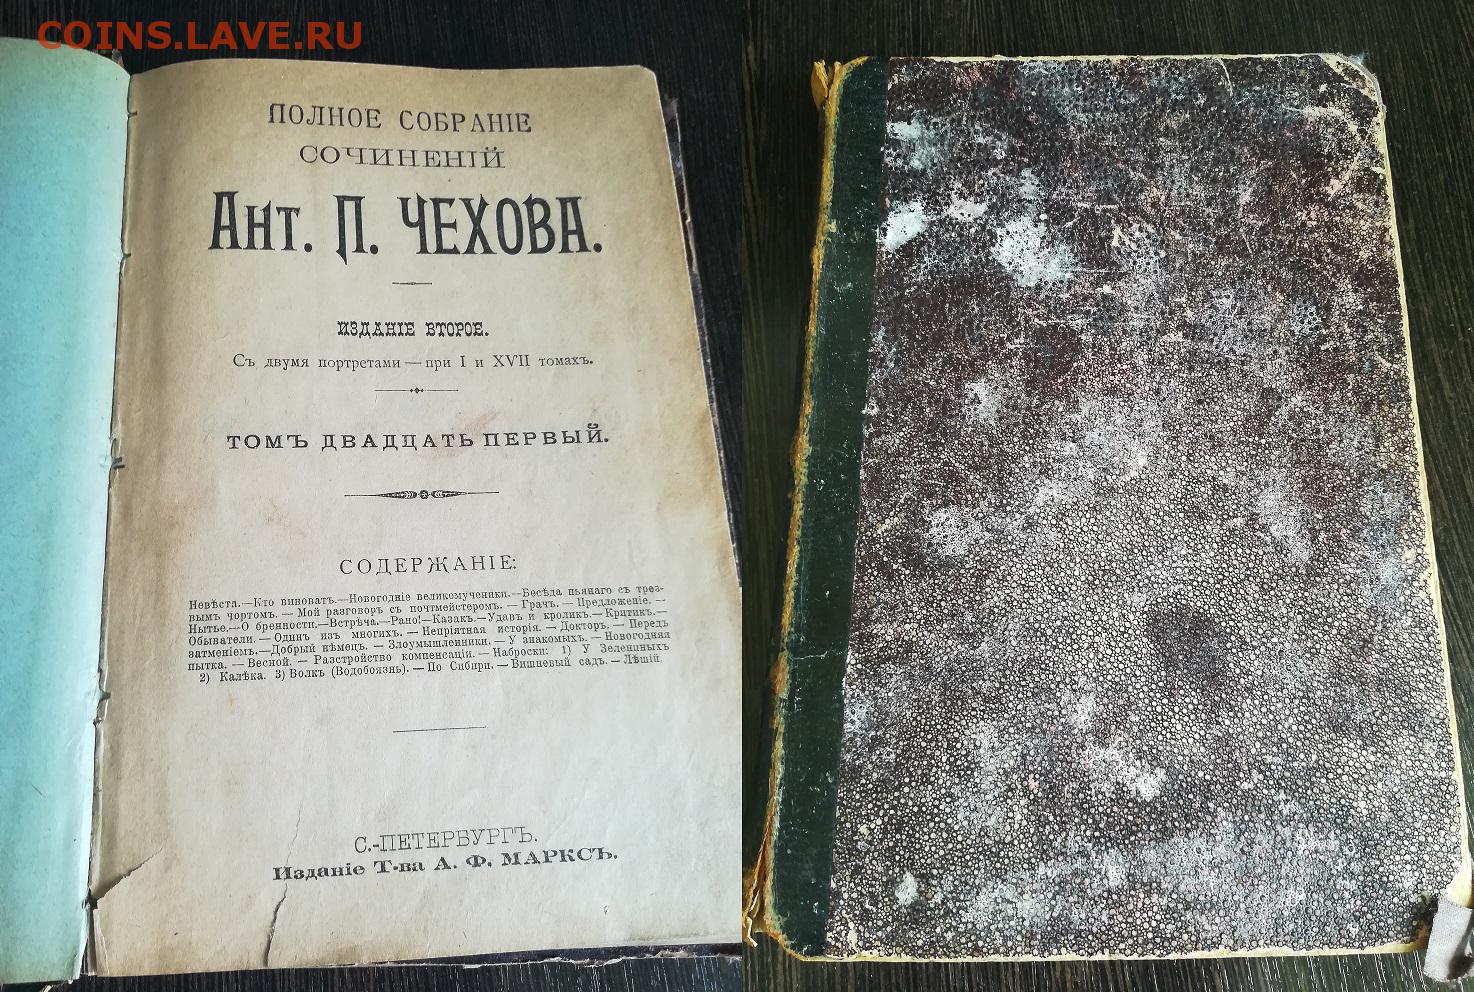 COINS.LAVE.RU
ПОЛНОЕ СОБРАНІЕ
СОЧИНЕНІЙ
Ант. П. ЧЕХОВА.
ИЗДАНІЕ ВТОРОЕ.
Съ двумя портретами — при I и XVII томахъ.
ТОМЪ ДВАДЦАТЬ ПЕРВЫЙ.
СОДЕРЖАНІЕ:
Невѣста.—Кто виноватъ.—Новогодніе великомученики.—Бесѣда пьянаго съ трез-
вымъ чортомъ. — Мой разговоръ съ почтмейстеромъ. — Грачъ. — Предложеніе. —
Нытье.—О бренности.—Встрѣча.—Рано!—Казакъ.—Удавъ и кроликъ.—Критикъ.—
Обыватели. — Одинъ изъ многихъ. — Непріятная исторія. — Докторъ. — Передъ
затменіемъ.—Добрый нѣмецъ. — Злоумышленники. — У знакомыхъ. — Новогодняя
пытка. — Весной. — Разстройство компенсаціи. — Наброски: 1) У Зелениныхъ
2) Калѣка. 3) Волкъ (Водобоязнь). — По Сибири. — Вишневый садъ. — Лѣшій.
С.-ПЕТЕРБУРГЪ.
Изданіе Т-ва А. Ф. МАРКСЪ.